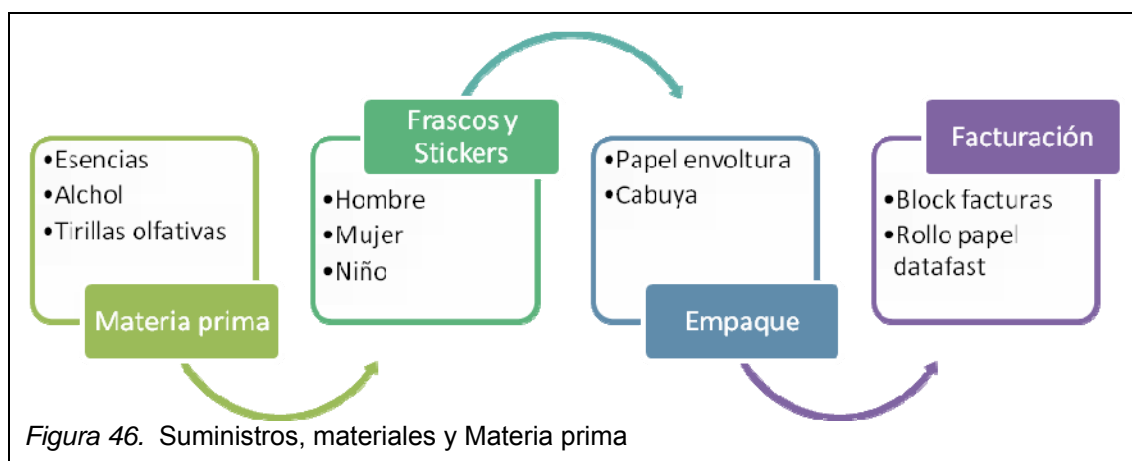 •Esencias
•Alchol
•Tirillas olfativas
Materia prima
Frascos y
Stickers
•Hombre
•Mujer
•Niño
•Papel envoltura
•Cabuya
Empaque
Facturación
•Block facturas
•Rollo papel
datafast
Figura 46. Suministros, materiales y Materia prima